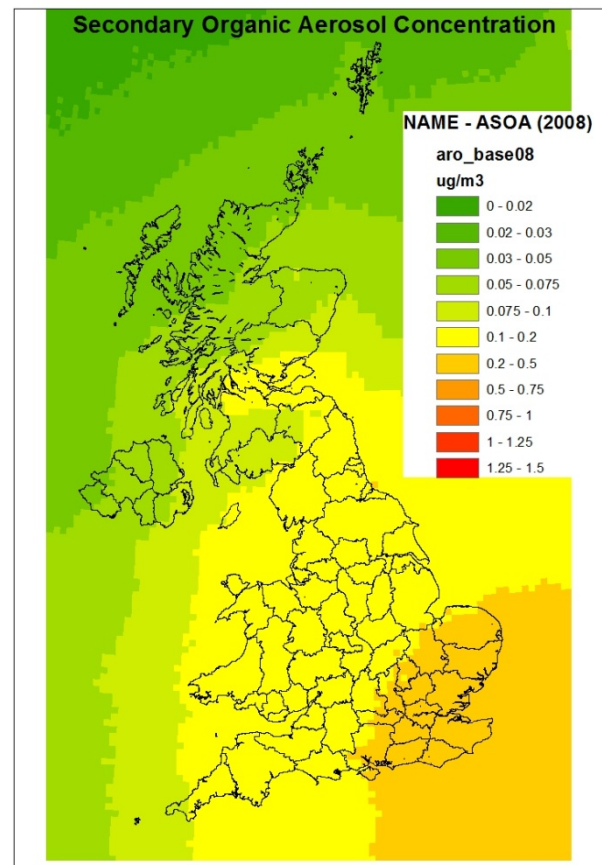 Secondary Organic Aerosol Concentration
NAME - ASOA (2008)
aro_base08
ug/m3
0 - 0.02
0.02 - 0.03
0.03 - 0.05
0.05 - 0.075
0.075 - 0.1
0.1 - 0.2
0.2 - 0.5
0.5 - 0.75
0.75 - 1
1 - 1.25
1.25 - 1.5